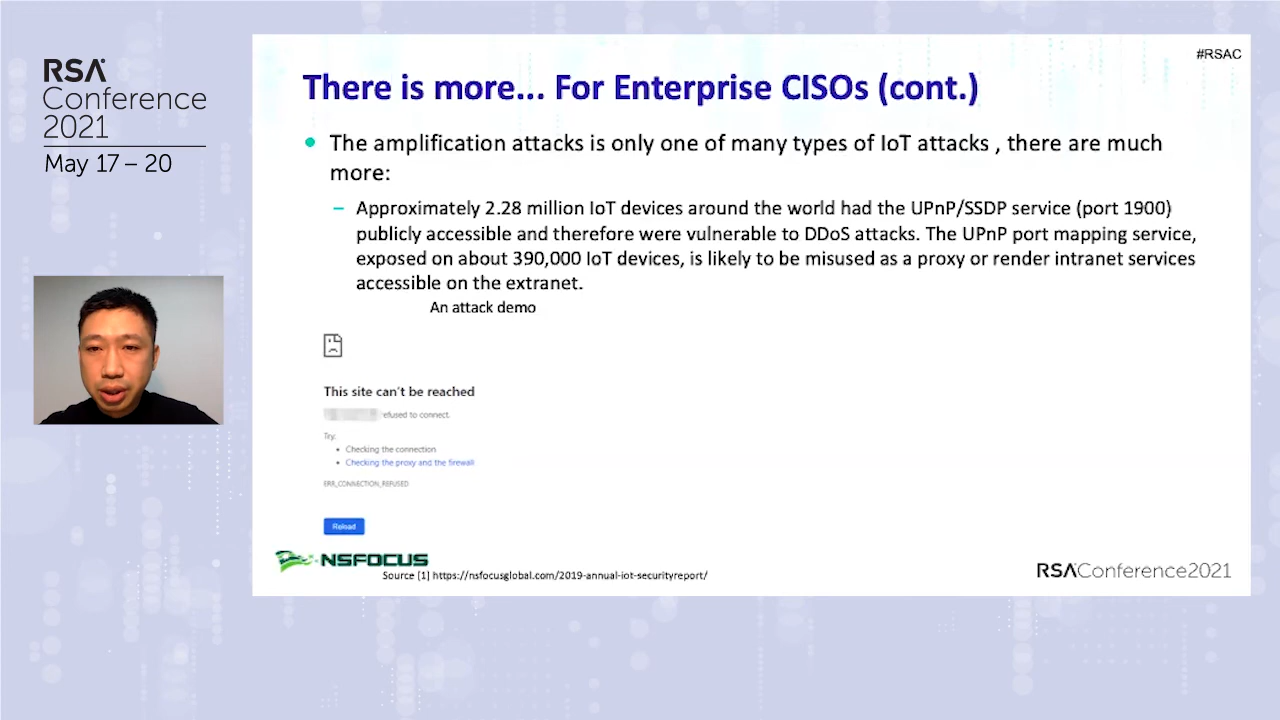 RSA
Conference
2021
May 17 – 20
#RSAC
There is more... For Enterprise CISOs (cont.)
The amplification attacks is only one of many types of IoT attacks , there are much
more:
Approximately 2.28 million IoT devices around the world had the UPnP/SSDP service (port 1900)
publicly accessible and therefore were vulnerable to DDoS attacks. The UPnP port mapping service,
exposed on about 390,000 IoT devices, is likely to be misused as a proxy or render intranet services
accessible on the extranet.
An attack demo
This site can't be reached
efused to connect.
Try:
Checking the connection
Checking the proxy and the firewall
ERR_CONNECTION_REFUSED
Reload
NSFOCUS
Source [1] https://nsfocusglobal.com/2019-annual-iot-securityreport/
RSAConference2021